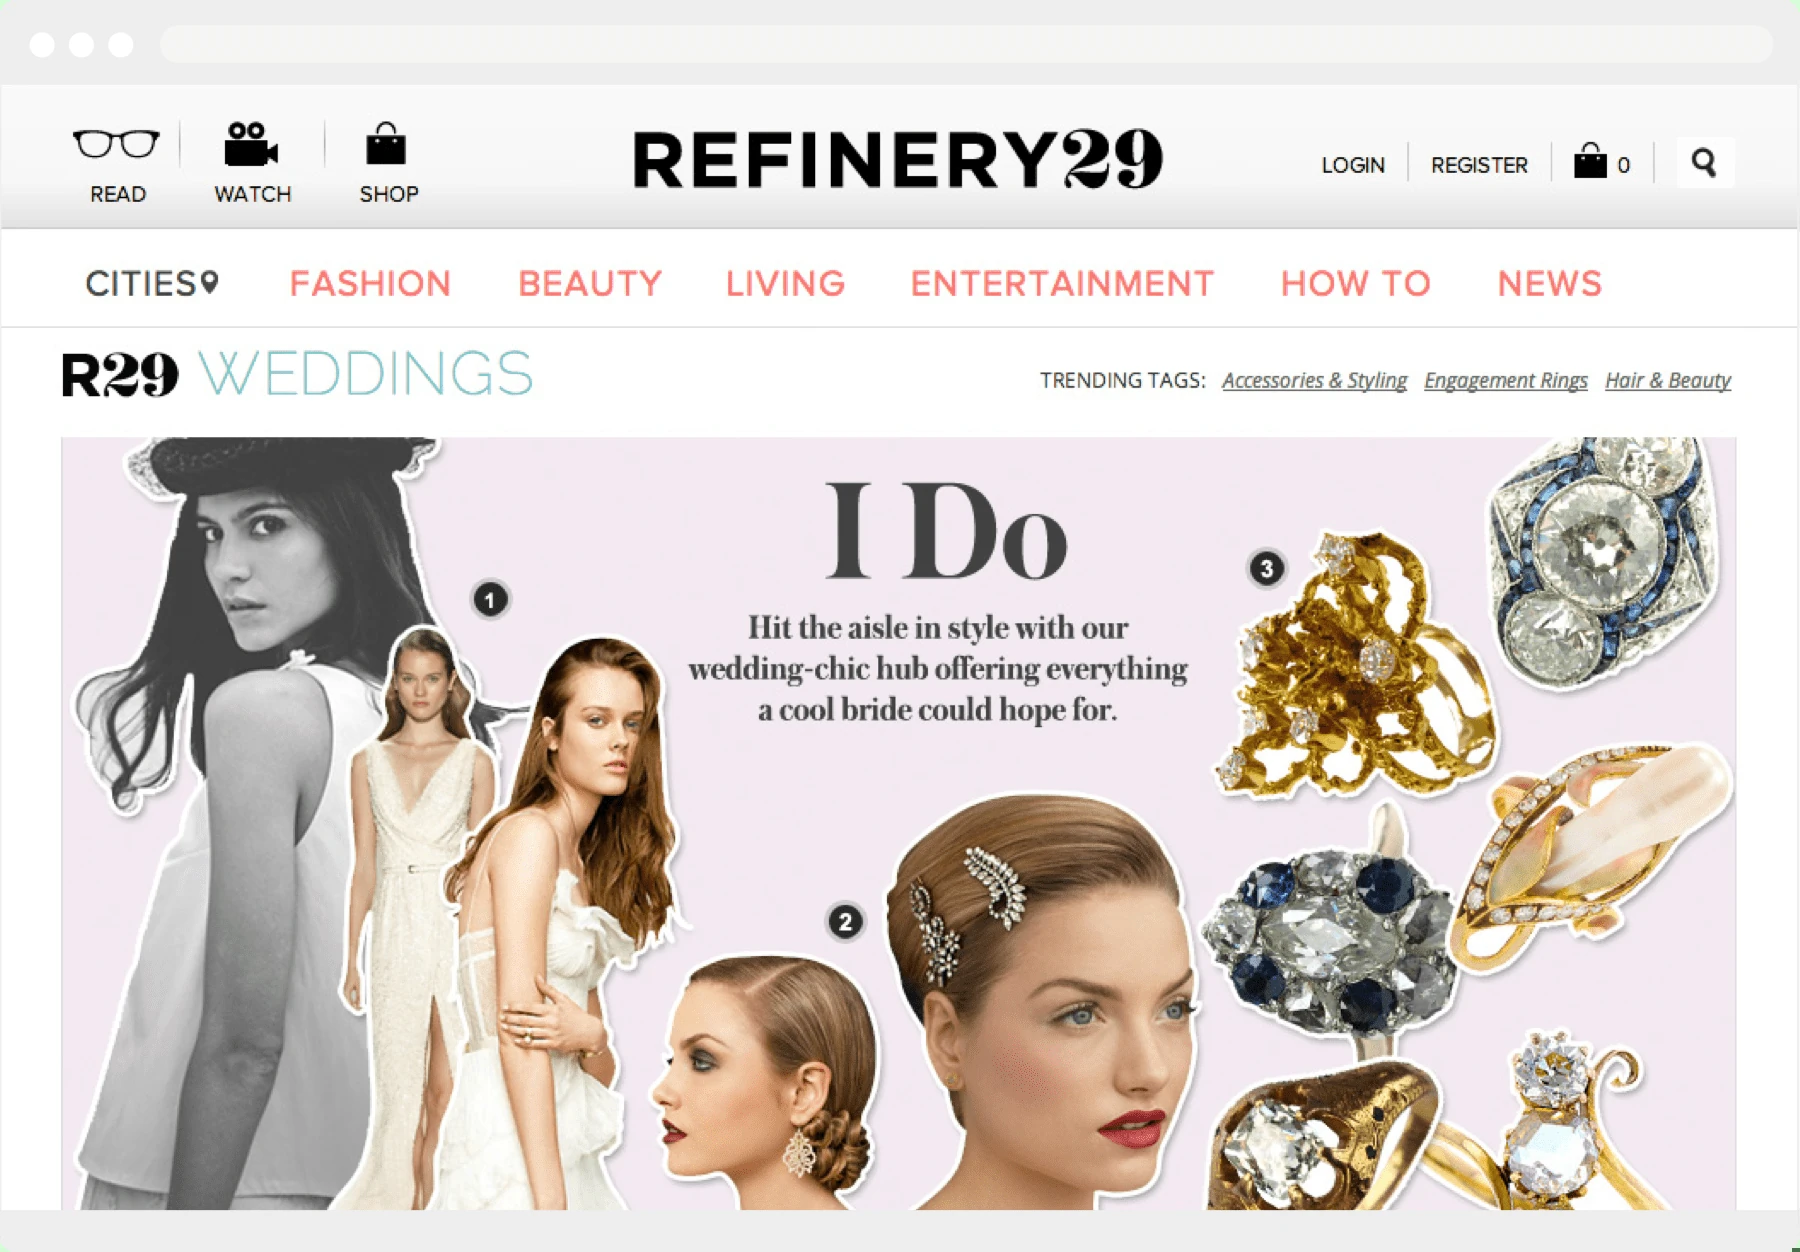 READ
WATCH
SHOP
REFINERY29
LOGIN
REGISTER
0
CITIES
FASHION
BEAUTY
LIVING
ENTERTAINMENT
HOW TO
NEWS
R29 WEDDINGS
TRENDING TAGS: Accessories & Styling Engagement Rings Hair & Beauty
I Do
Hit the aisle in style with our
wedding-chic hub offering everything
a cool bride could hope for.
1
2
3